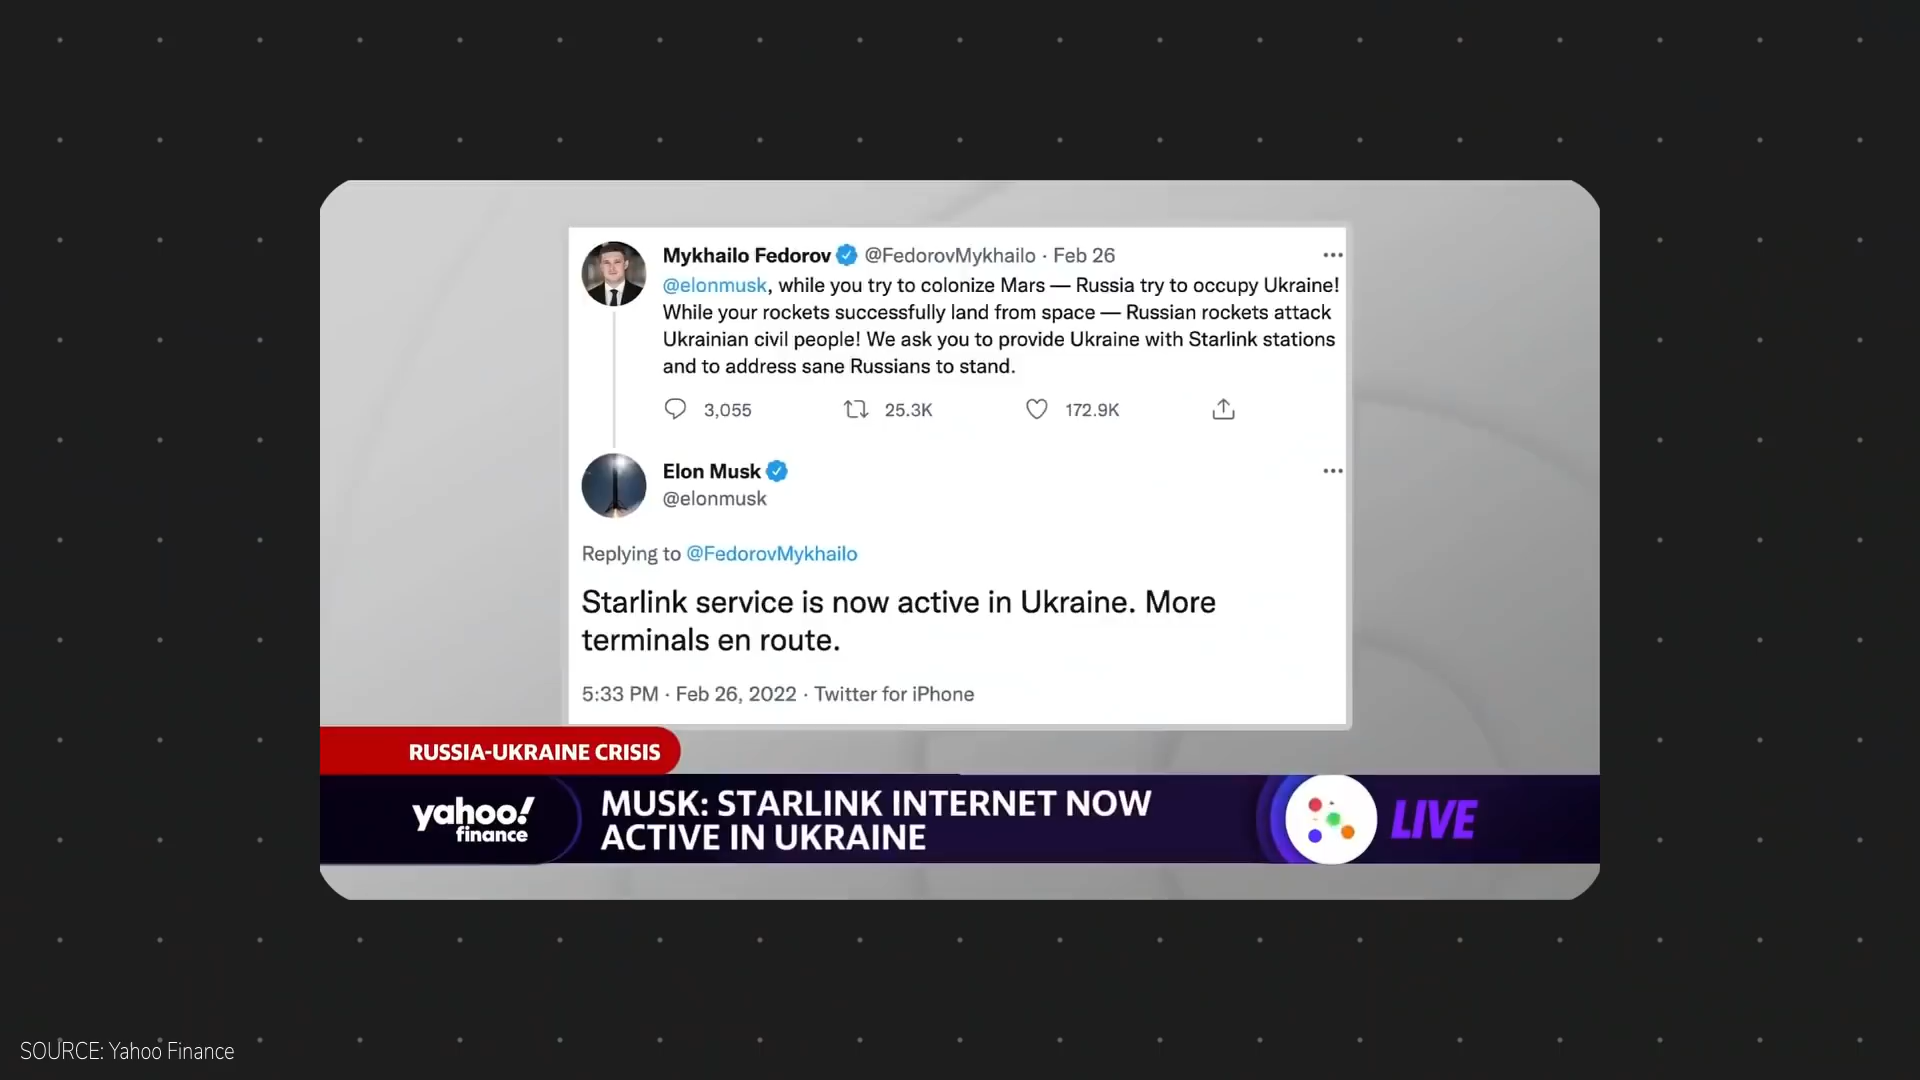 Mykhailo Fedorov @FedorovMykhailo · Feb 26
@elonmusk, while you try to colonize Mars — Russia try to occupy Ukraine!
While your rockets successfully land from space — Russian rockets attack
Ukrainian civil people! We ask you to provide Ukraine with Starlink stations
and to address sane Russians to stand.
3,055 25.3K 172.9K
Elon Musk
@elonmusk
Replying to @FedorovMykhailo
Starlink service is now active in Ukraine. More
terminals en route.
5:33 PM · Feb 26, 2022 · Twitter for iPhone
RUSSIA-UKRAINE CRISIS
yahoo!
finance
MUSK: STARLINK INTERNET NOW
ACTIVE IN UKRAINE
LIVE
SOURCE: Yahoo Finance